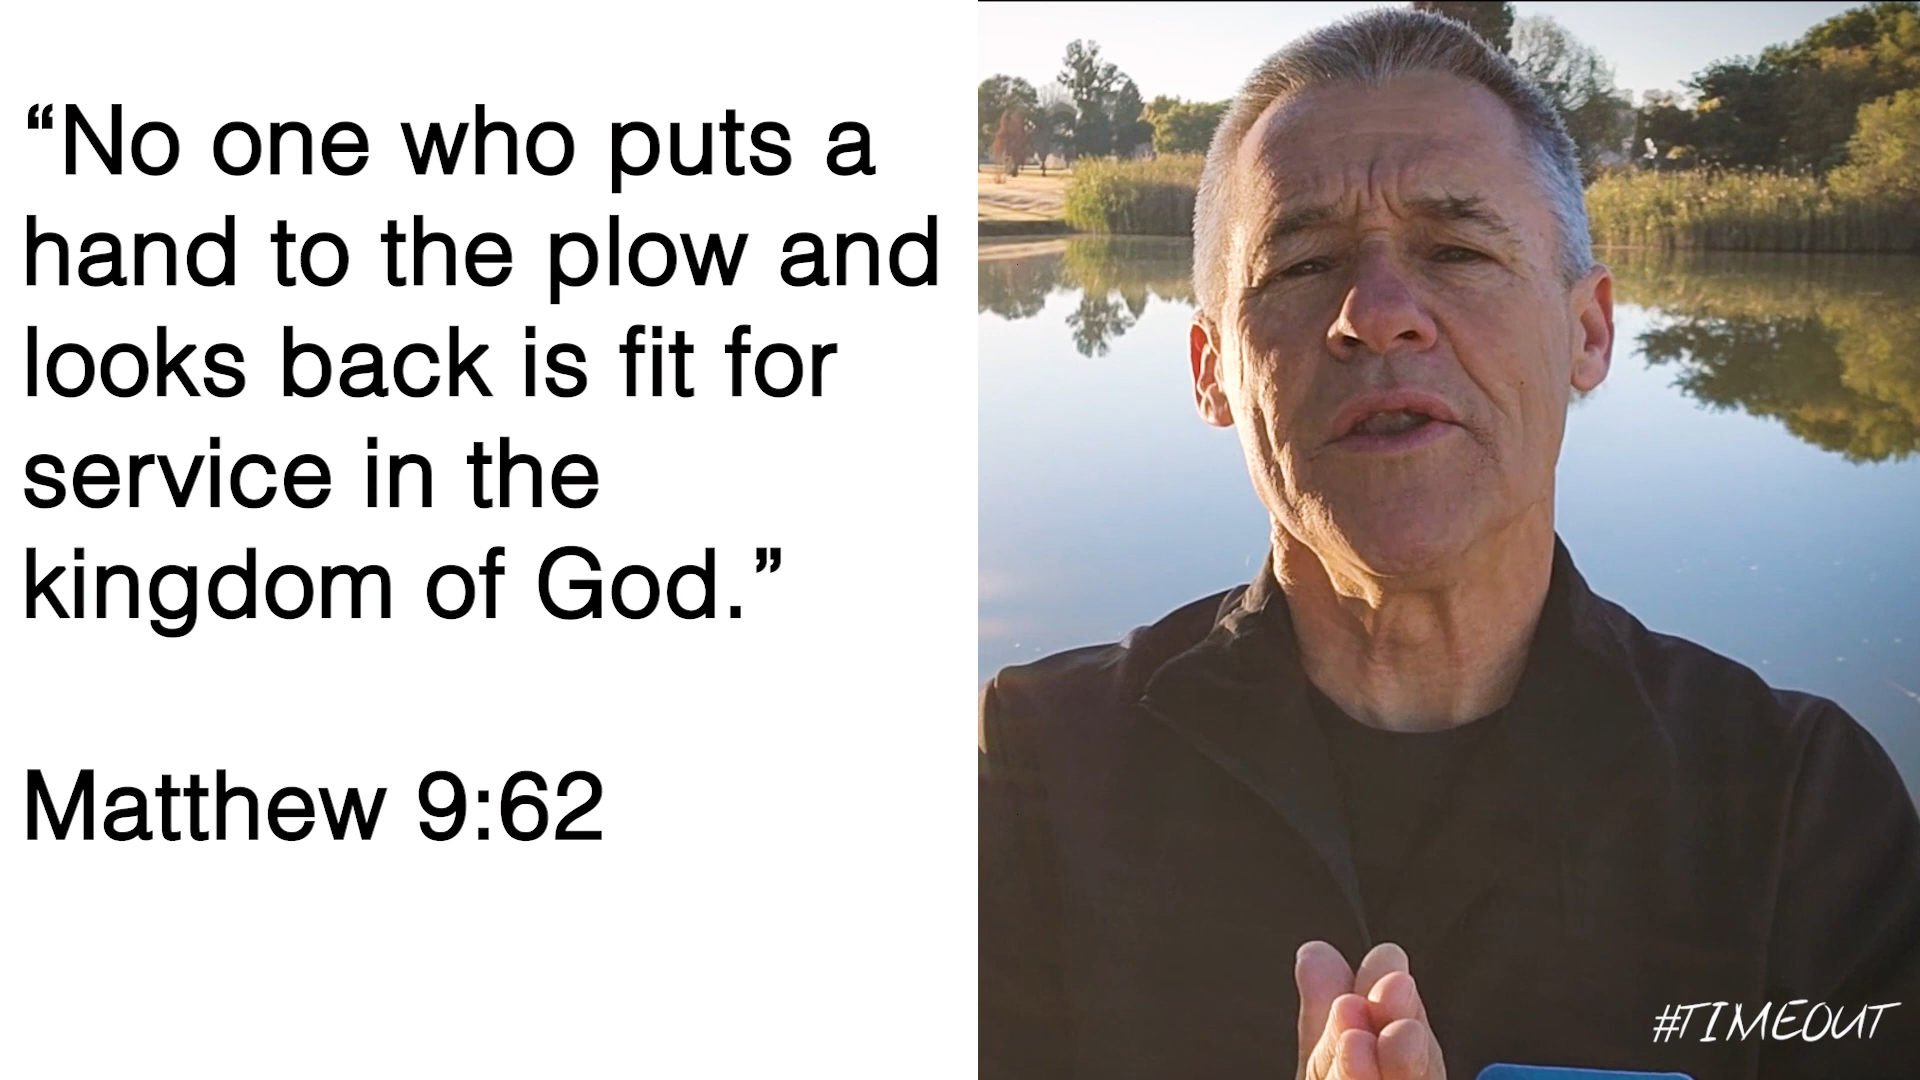 “No one who puts a
hand to the plow and
looks back is fit for
service in the
kingdom of God.”
Matthew 9:62
#TIMEOUT